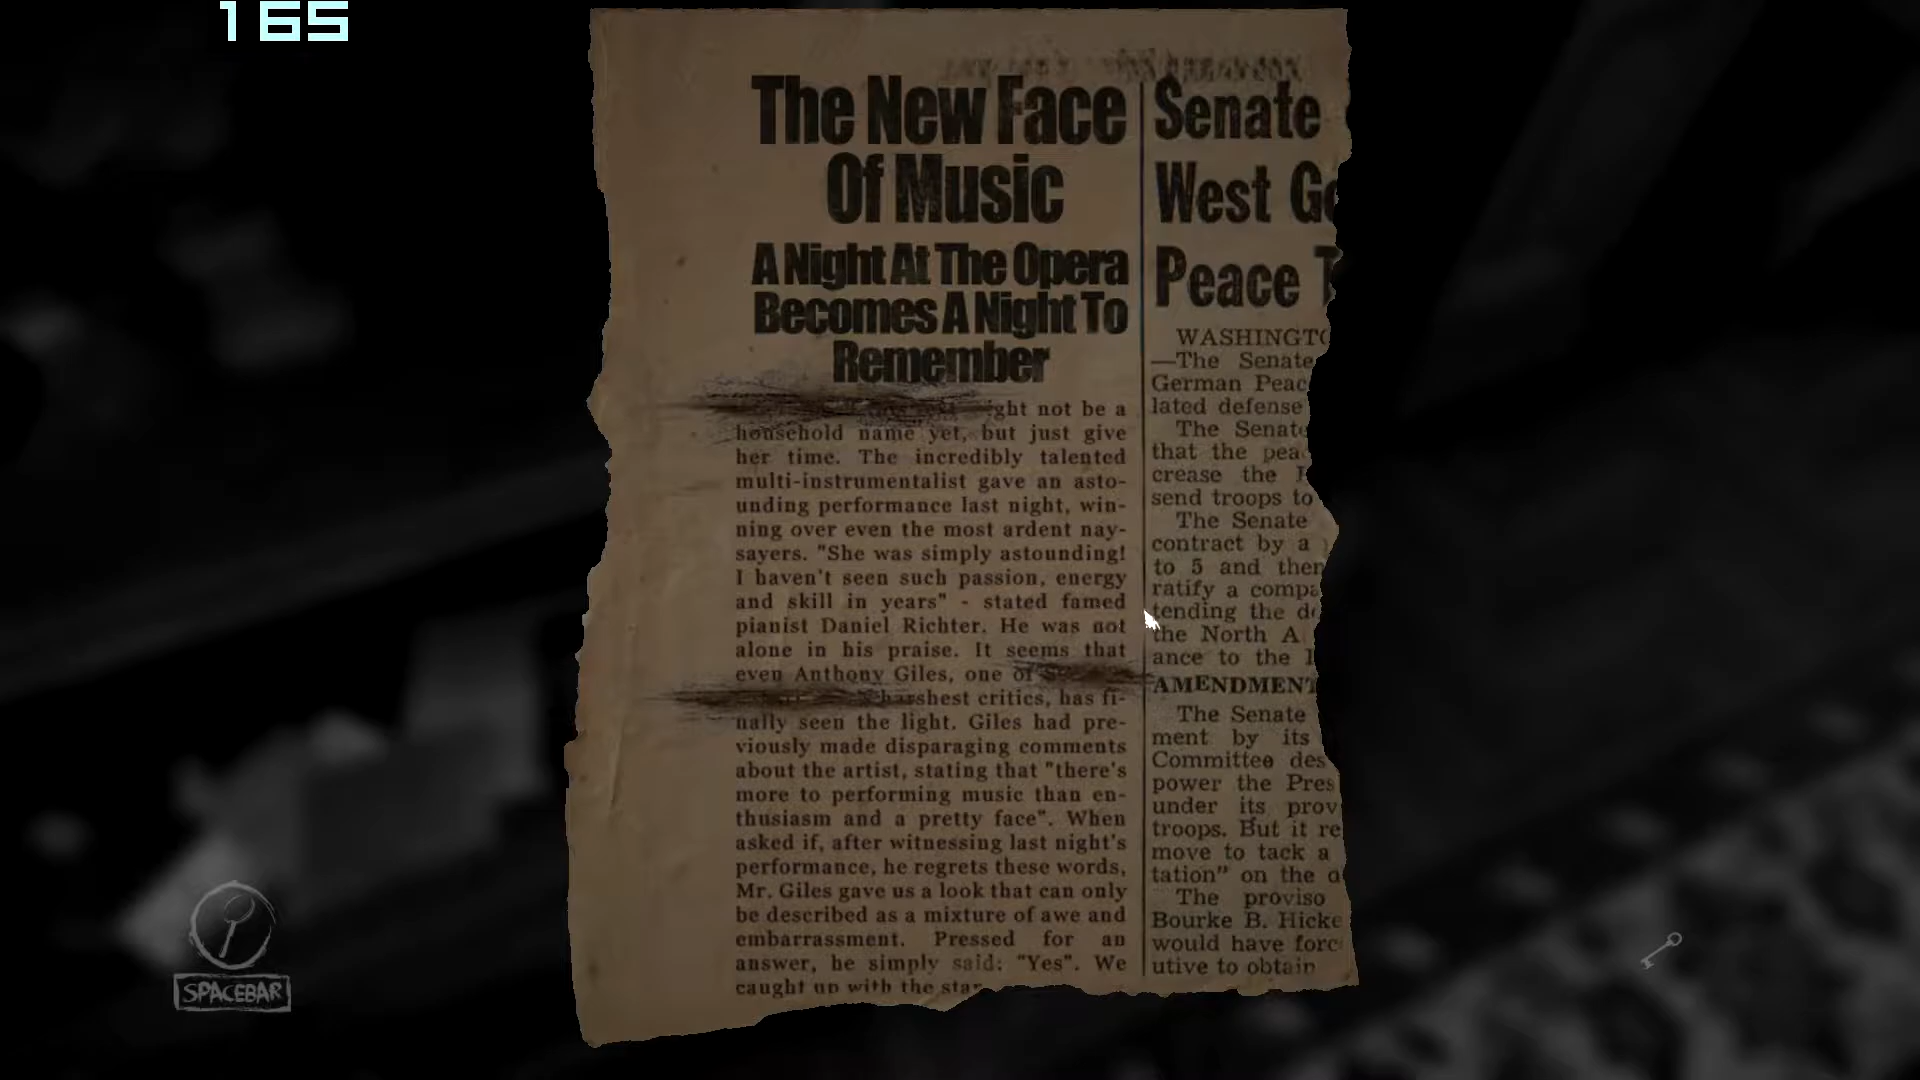 165
The New Face
Of Music
A Night At The Opera
Becomes A Night To
Remember
not be a
household name yet, but just give
her time. The incredibly talented
multi-instrumentalist gave an asto-
unding performance last night, win-
ning over even the most ardent nay-
sayers. "She was simply astounding!
I haven't seen such passion, energy
and skill in years" - stated famed
pianist Daniel Richter. He was not
alone in his praise. It seems that
even Anthony Giles, one of
harshest critics, has fi-
nally seen the light. Giles had pre-
viously made disparaging comments
about the artist, stating that "there's
more to performing music than en-
thusiasm and a pretty face". When
asked if, after witnessing last night's
performance, he regrets these words,
Mr. Giles gave us a look that can only
be described as a mixture of awe and
embarrassment. Pressed for an
answer, he simply said: "Yes". We
caught up with the star
Senate
West Ge
Peace T
WASHINGTO
—The Senate
German Peac
lated defense
The Senate
that the peac
crease the
send troops to
The Senate
contract by a
to 5 and then
ratify a compa
tending the de
the North A
ance to the
AMENDMENT
The Senate
ment by its
Committee des
power the Pres
under its prov
troops. But it re
move to tack a
tation" on the a
The proviso
Bourke B. Hicke
would have forc
utive to obtain
SPACEBAR